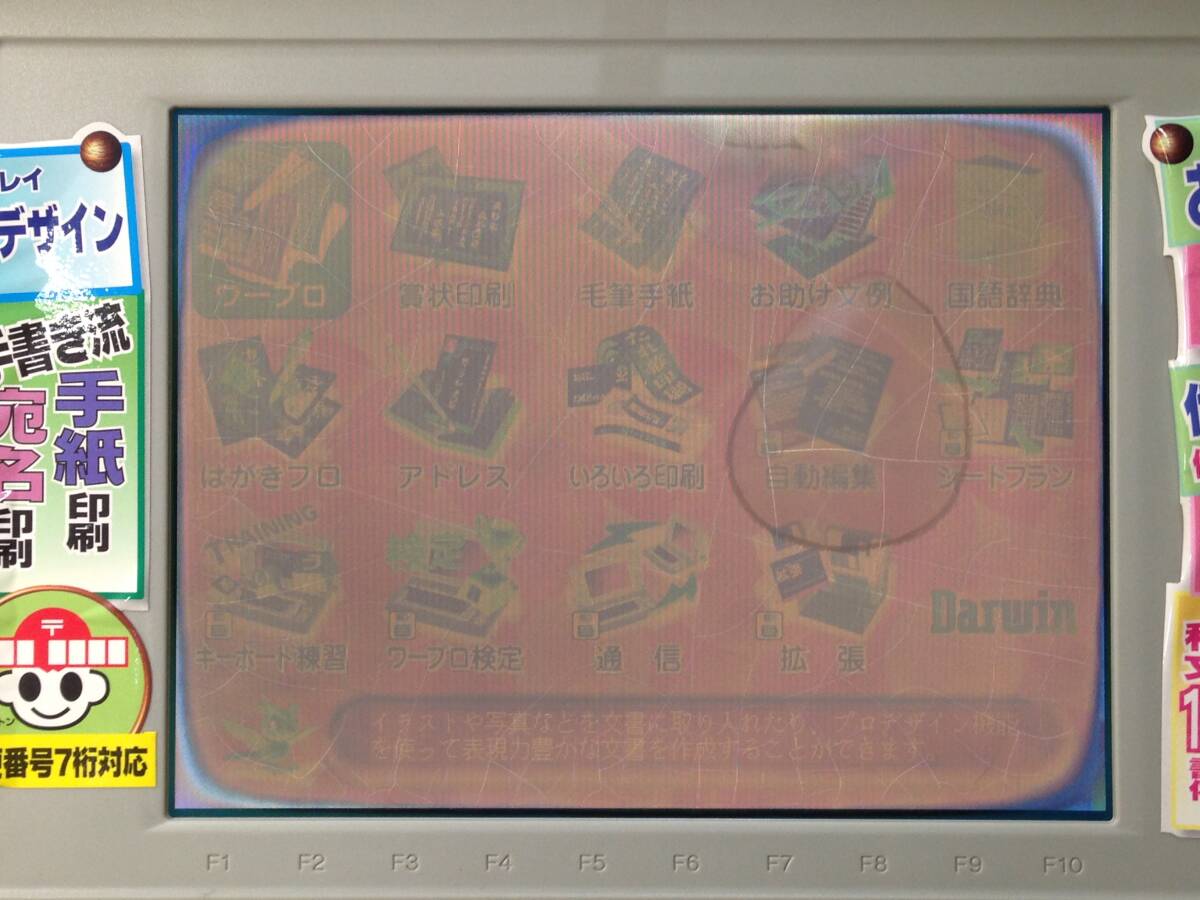 レイ
デザイン
手書き流
宛名
印刷
手紙
印刷
〒
番号7桁対応
ワープロ
賞状印刷
毛筆手紙
お助け文例
国語辞典
はがきプロ
アドレス
いろいろ印刷
自動編集
シートプラン
TRAINING
キーボード練習
検定
ワープロ検定
通 信
拡 張
Darwin
イラストや写真などを文書に取り入れたり、プロデザイン機能
を使って表現力豊かな文書を作成することができます。
F1 F2 F3 F4 F5 F6 F7 F8 F9 F10